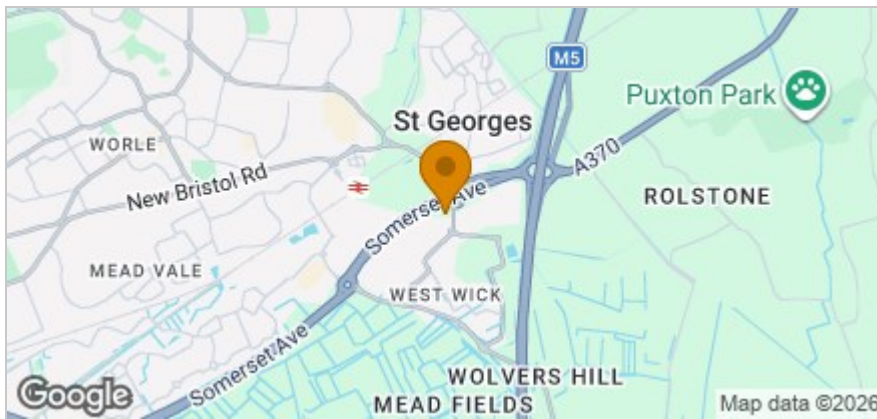 M5
St Georges
Puxton Park
A370
WORLE
New Bristol Rd
Somerset Ave
ROLSTONE
MEAD VALE
WEST WICK
Somerset Ave
WOLVERS HILL
MEAD FIELDS
Google
Map data ©2026